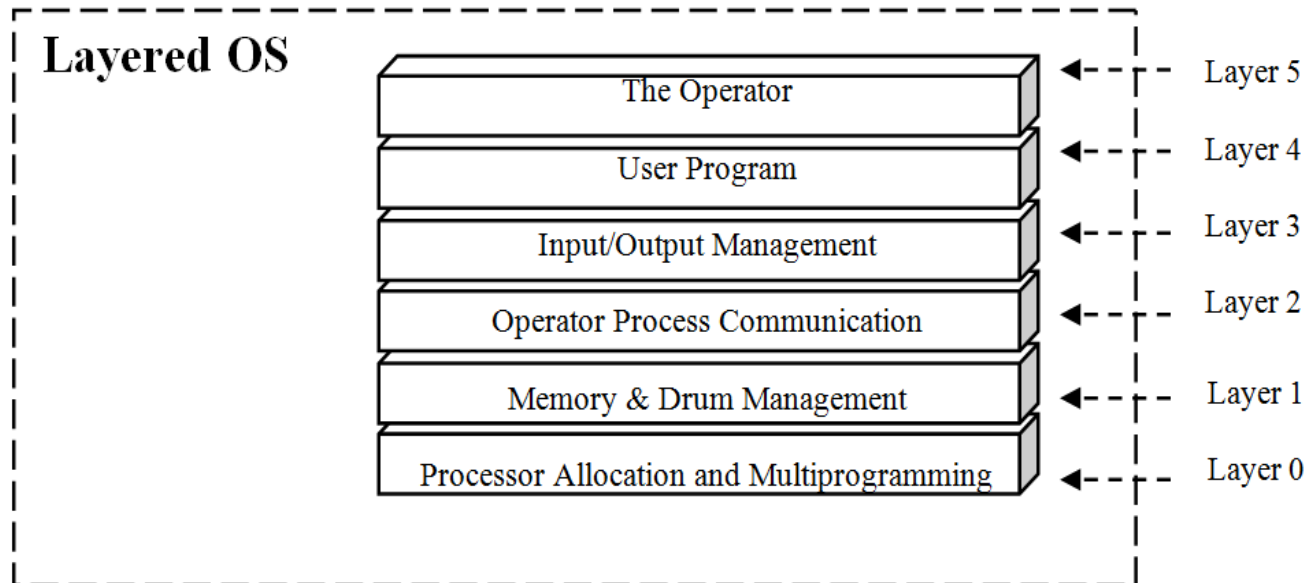 Layered OS
The Operator
Layer 5
User Program
Layer 4
Input/Output Management
Layer 3
Operator Process Communication
Layer 2
Memory & Drum Management
Layer 1
Processor Allocation and Multiprogramming
Layer 0